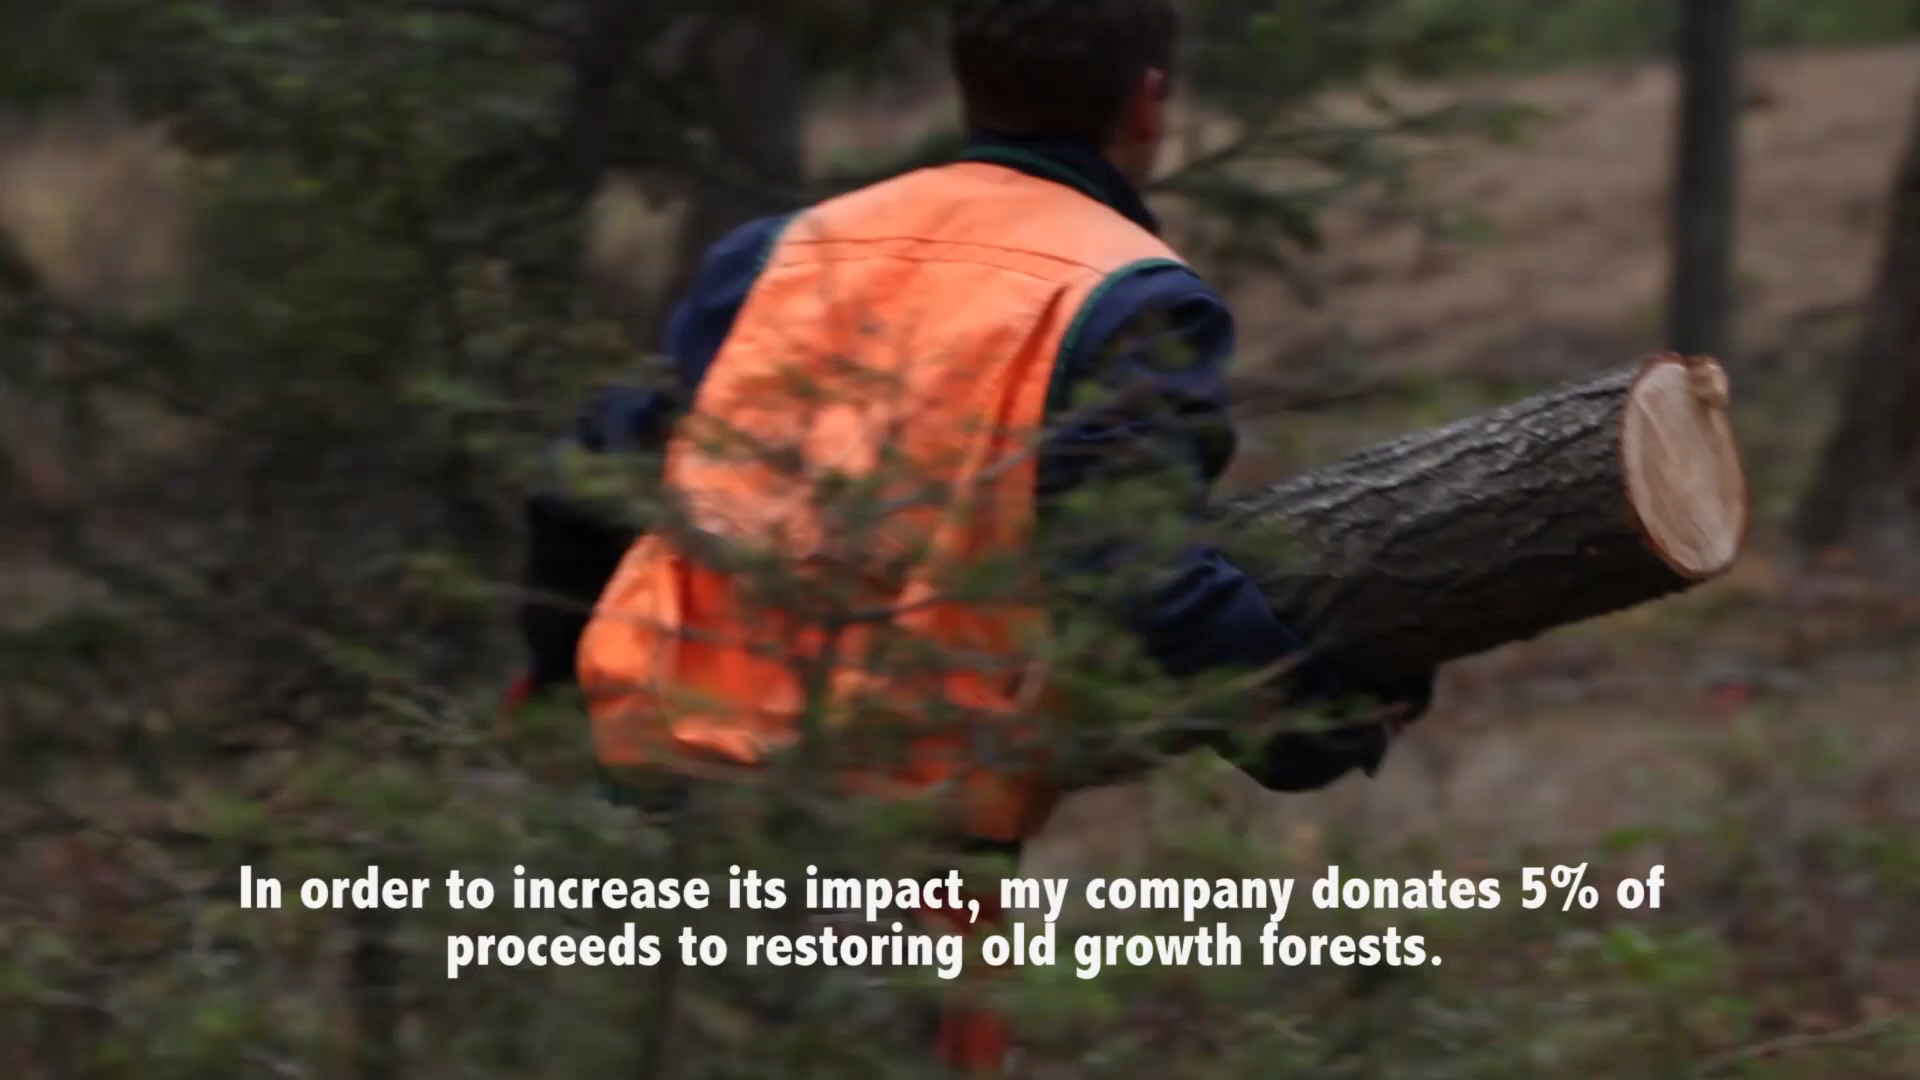 In order to increase its impact, my company donates 5% of
proceeds to restoring old growth forests.